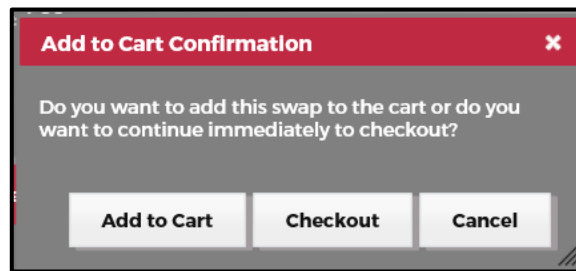 Add to Cart Confirmation
Do you want to add this swap to the cart or do you
want to continue immediately to checkout?
Add to Cart Checkout Cancel